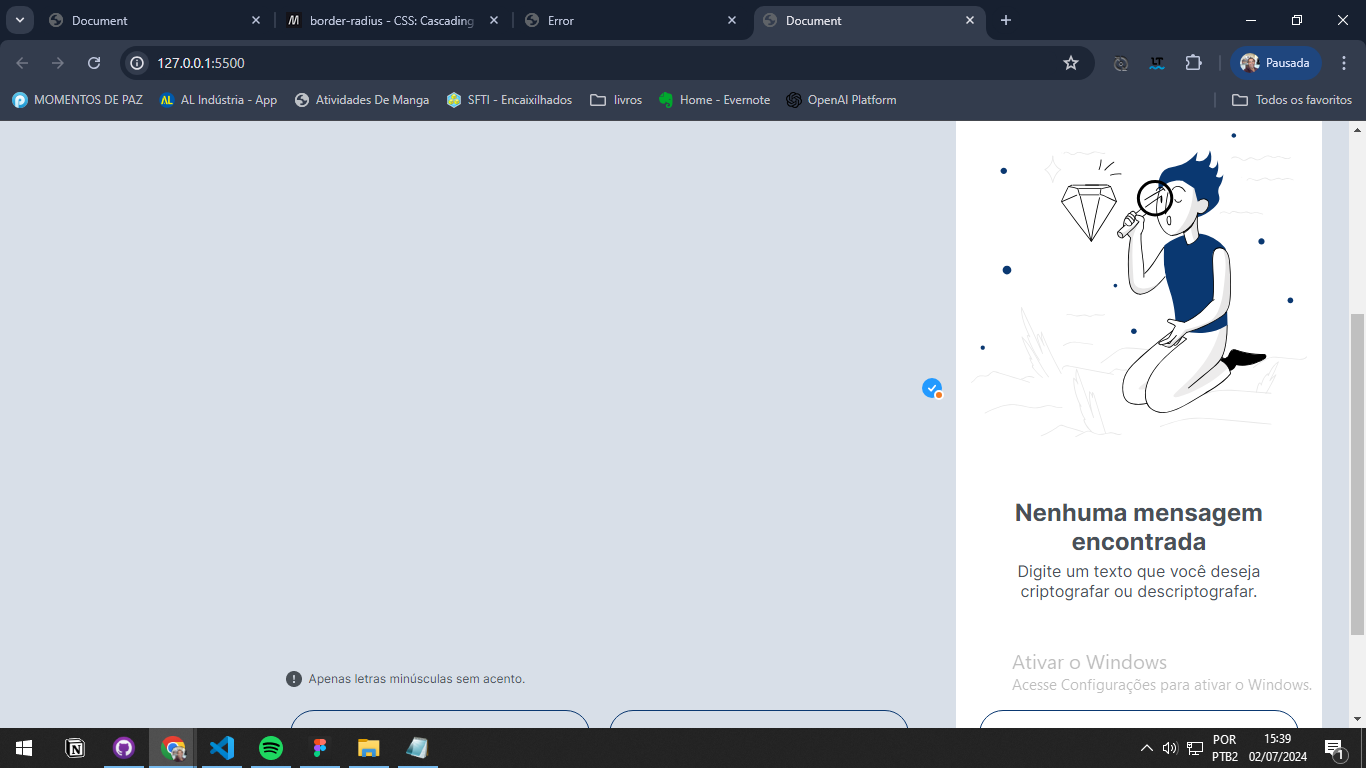 Document
border-radius - CSS: Cascading
Error
Document
127.0.0.1:5500
Pausada
MOMENTOS DE PAZ
AL Indústria - App
Atividades De Manga
SFTI - Encaixilhados
livros
Home - Evernote
OpenAI Platform
Todos os favoritos
Nenhuma mensagem
encontrada
Digite um texto que você deseja
criptografar ou descriptografar.
Ativar o Windows
Acesse Configurações para ativar o Windows.
Apenas letras minúsculas sem acento.
POR
PTB2
15:39
02/07/2024
1